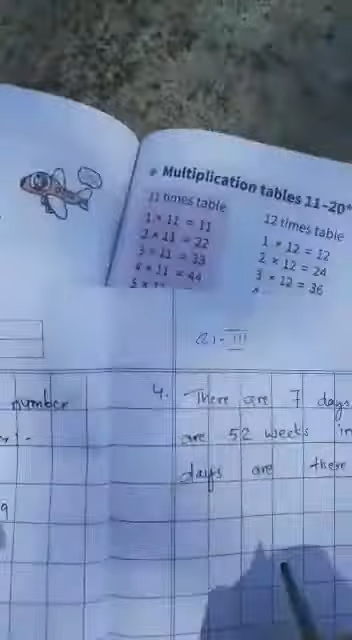 Multiplication tables 11-20
11 times table
1 × 11 = 11
2 × 11 = 22
3 × 11 = 33
4 × 11 = 44
12 times table
1 × 12 = 12
2 × 12 = 24
3 × 12 = 36
number
4. There are 7 days
are 52 weeks in
days are there